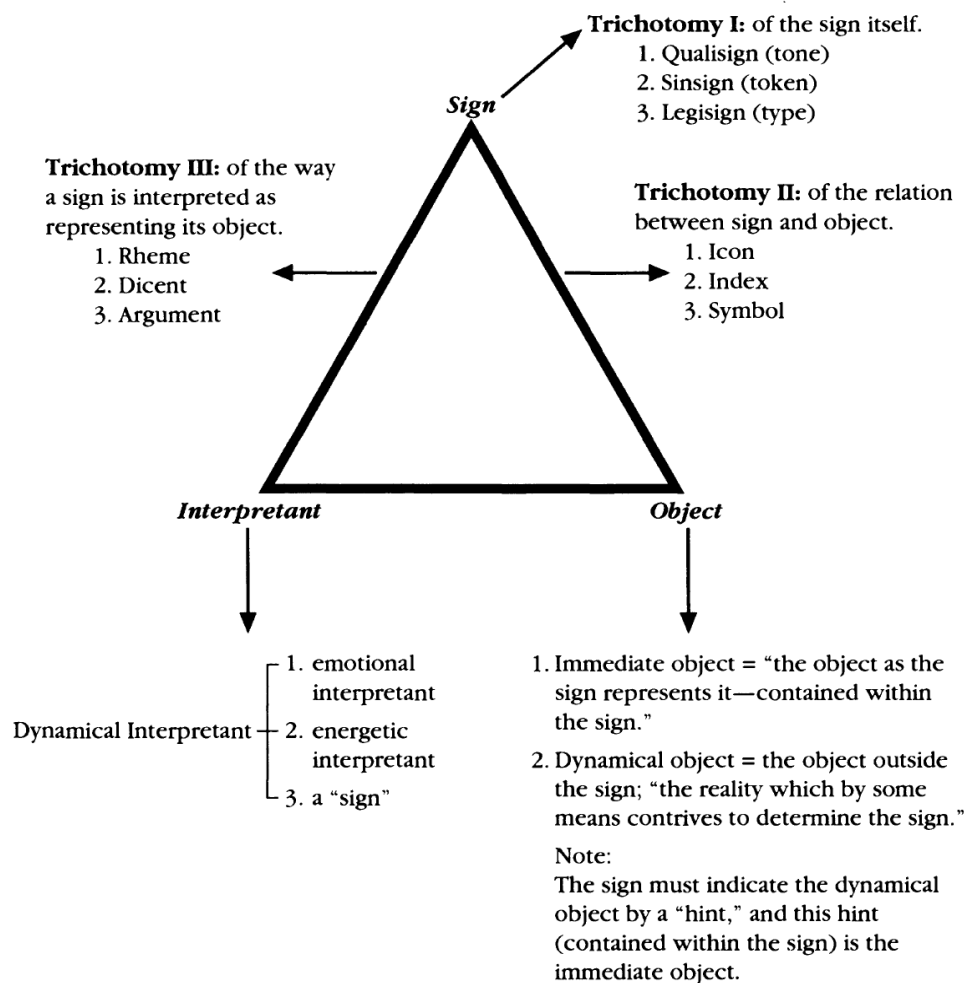 Trichotomy I: of the sign itself.
1. Qualisign (tone)
2. Sinsign (token)
3. Legisign (type)
Sign
Trichotomy III: of the way
a sign is interpreted as
representing its object.
1. Rheme
2. Dicent
3. Argument
Trichotomy II: of the relation
between sign and object.
1. Icon
2. Index
3. Symbol
Interpretant
Object
Dynamical Interpretant
1. emotional
interpretant
2. energetic
interpretant
3. a “sign”
1. Immediate object = “the object as the
sign represents it—contained within
the sign.”
2. Dynamical object = the object outside
the sign; “the reality which by some
means contrives to determine the sign.”
Note:
The sign must indicate the dynamical
object by a “hint,” and this hint
(contained within the sign) is the
immediate object.